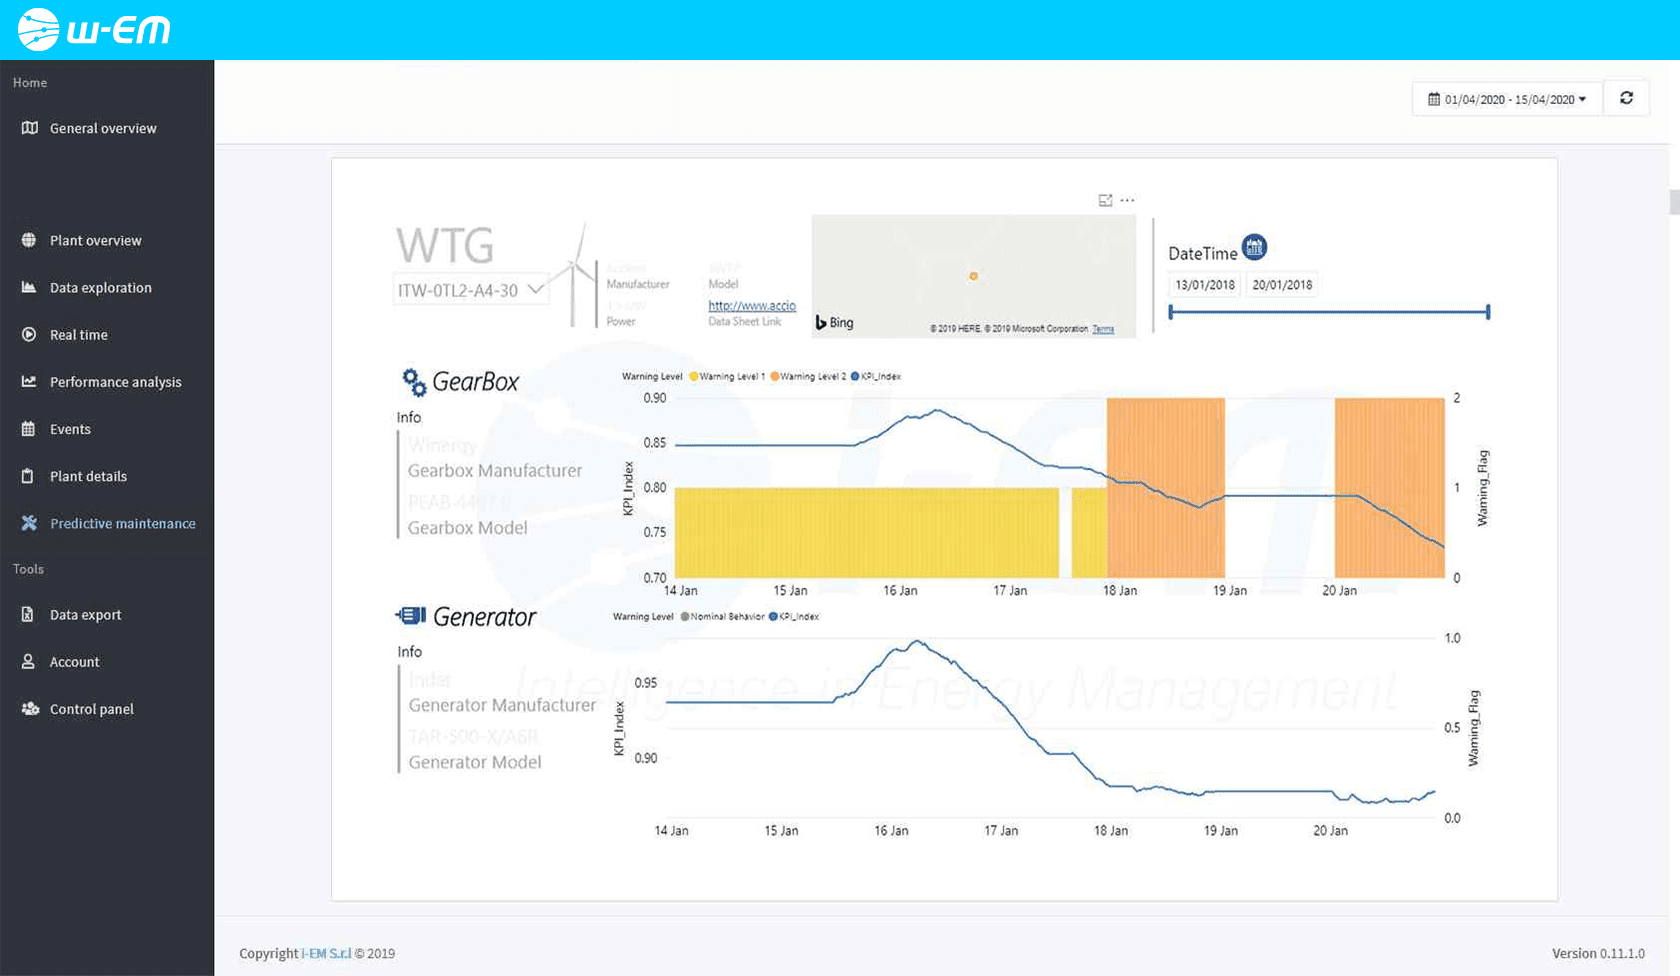 w-EM
Home
General overview
Plant overview
Data exploration
Real time
Performance analysis
Events
Plant details
Predictive maintenance
Tools
Data export
Account
Control panel
01/04/2020 - 15/04/2020
WTG
ITW-0TL2-A4-30
Manufacturer
Power
Model
http://www.accio
Data Sheet Link
Bing
© 2019 HERE, © 2019 Microsoft Corporation Terms
DateTime
13/01/2018 20/01/2018
GearBox
Info
Winergy
Gearbox Manufacturer
Gearbox Model
Warning Level Warning Level 1 Warning Level 2 KPI_Index
0.90
0.85
0.80
0.75
0.70
KPI_Index
2
1
0
Warning_Flag
14 Jan 15 Jan 16 Jan 17 Jan 18 Jan 19 Jan 20 Jan
Generator
Info
Indar
Generator Manufacturer
TAR-500-X/A6R
Generator Model
Warning Level Nominal Behavior KPI_Index
0.95
0.90
KPI_Index
1.0
0.5
0.0
Warning_Flag
14 Jan 15 Jan 16 Jan 17 Jan 18 Jan 19 Jan 20 Jan
i-EM
Intelligence in Energy Management
Copyright i-EM S.r.l © 2019
Version 0.11.1.0